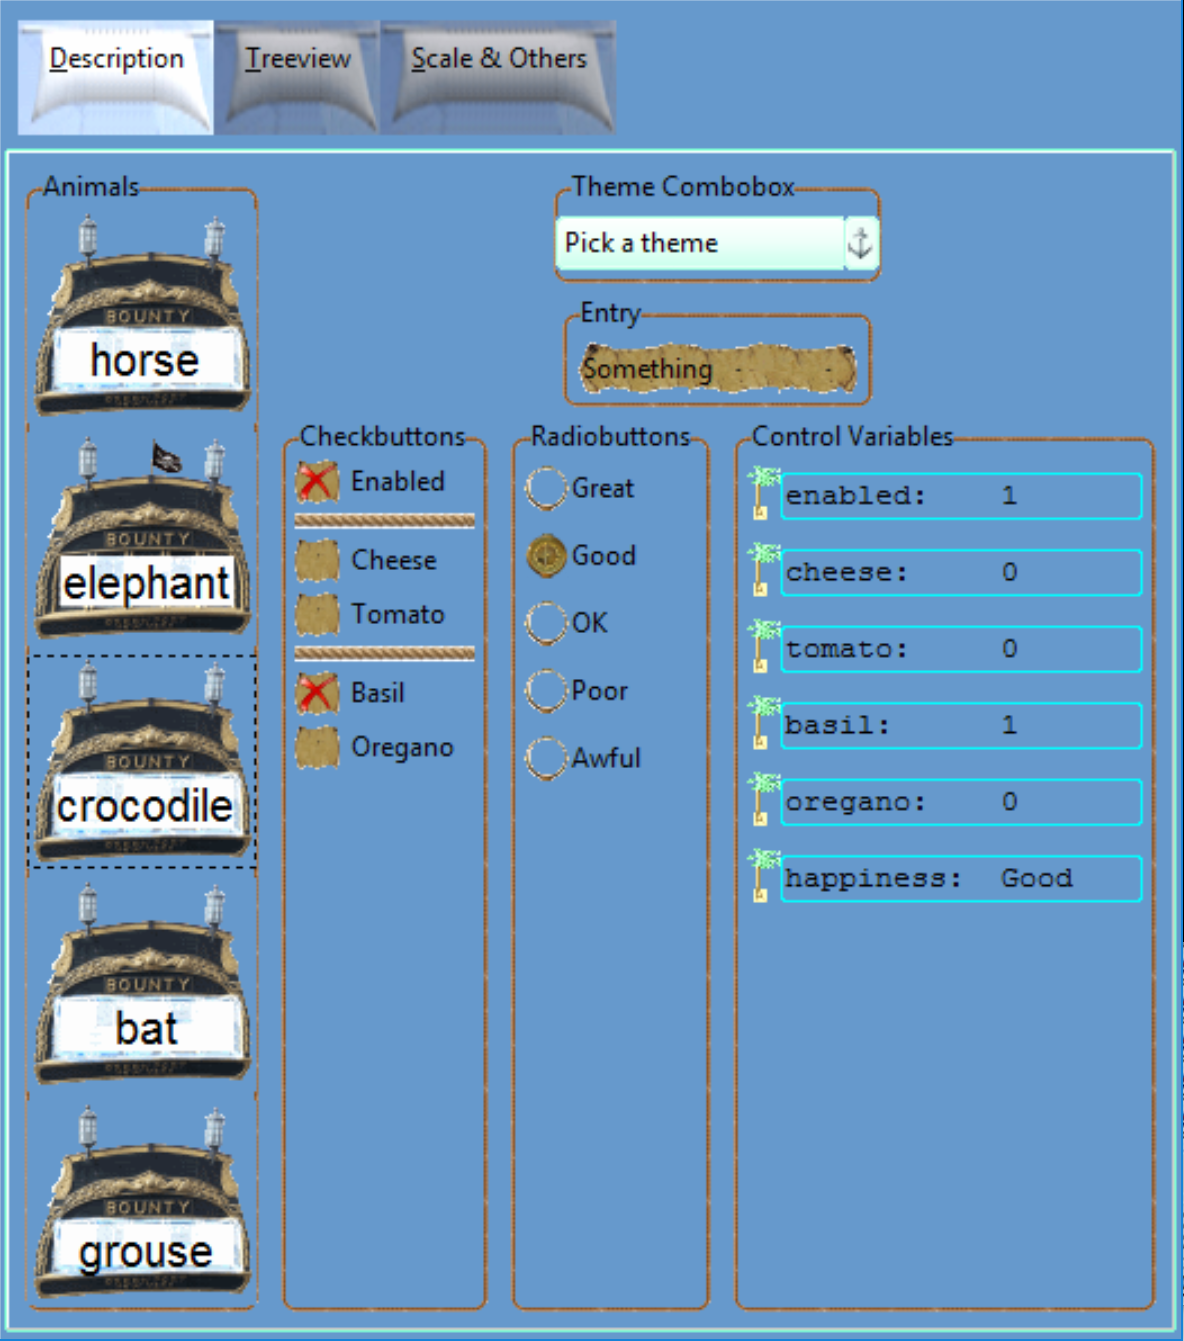 Description
Treeview
Scale & Others
Animals
BOUNTY
horse
BOUNTY
elephant
BOUNTY
crocodile
BOUNTY
bat
BOUNTY
grouse
Theme Combobox
Pick a theme
Entry
Something
Checkbuttons
Enabled
Cheese
Tomato
Basil
Oregano
Radiobuttons
Great
Good
OK
Poor
Awful
Control Variables
enabled: 1
cheese: 0
tomato: 0
basil: 1
oregano: 0
happiness: Good